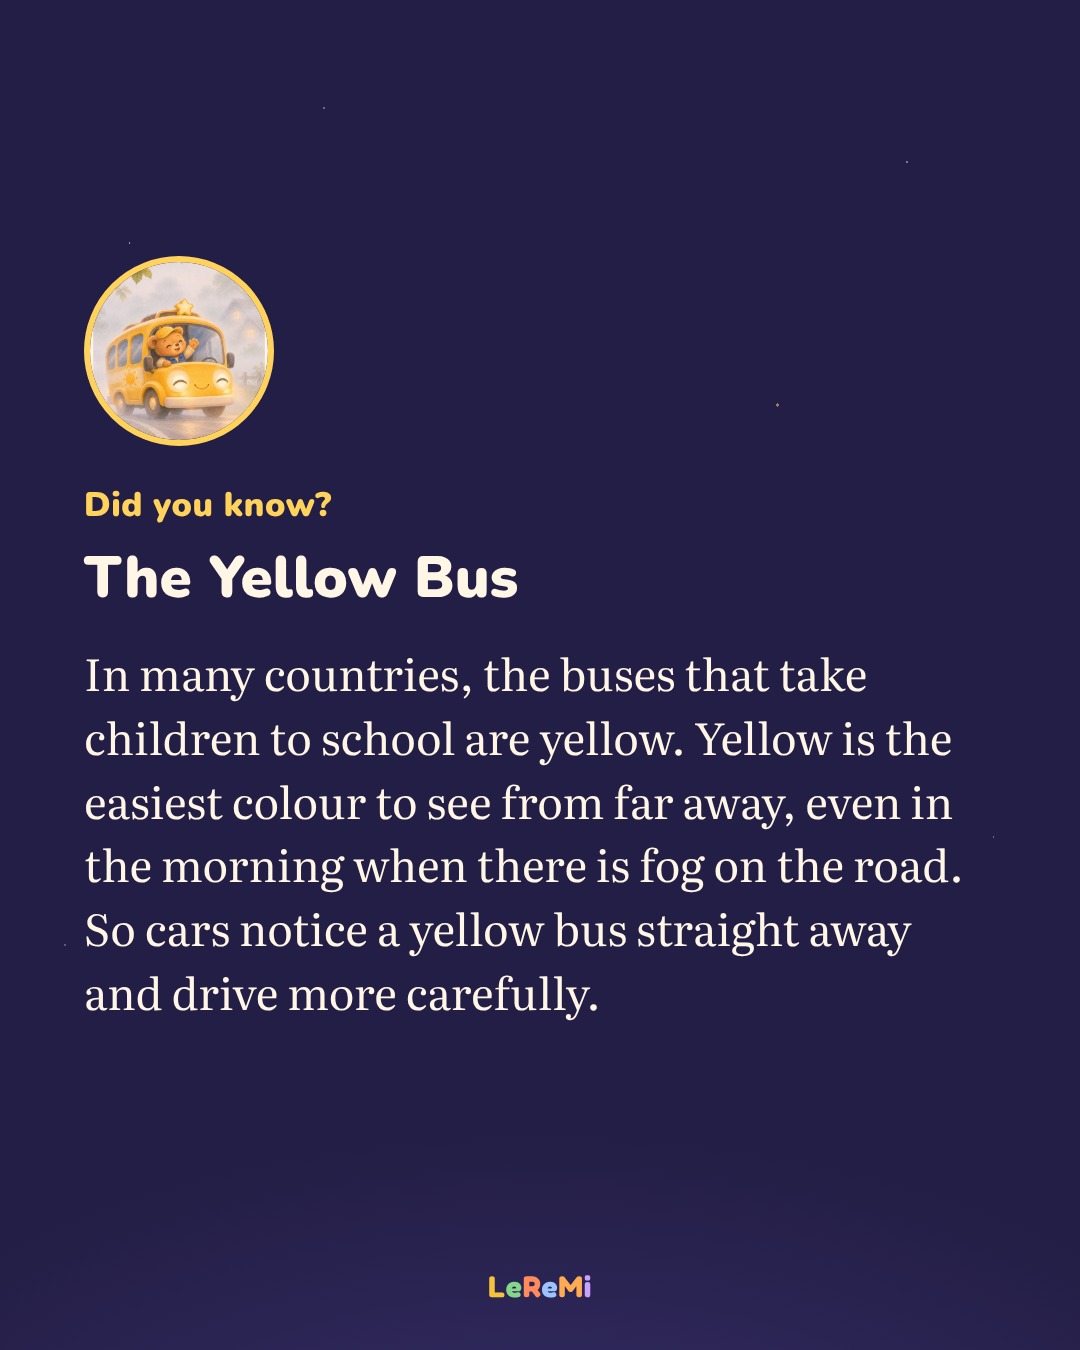 Did you know?
The Yellow Bus
In many countries, the buses that take
children to school are yellow. Yellow is the
easiest colour to see from far away, even in
the morning when there is fog on the road.
So cars notice a yellow bus straight away
and drive more carefully.
LeReMi